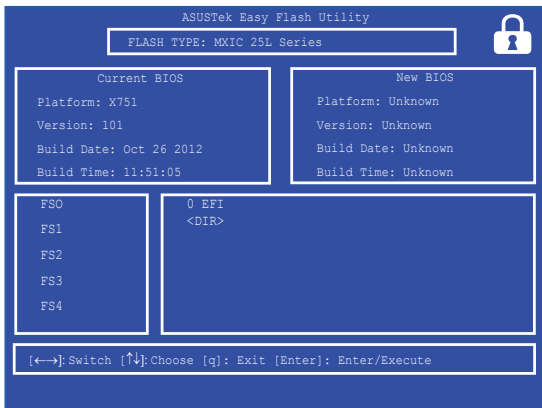 ASUSTek Easy Flash Utility
FLASH TYPE: MXIC 25L Series
Current BIOS
Platform: X751
Version: 101
Build Date: Oct 26 2012
Build Time: 11:51:05
New BIOS
Platform: Unknown
Version: Unknown
Build Date: Unknown
Build Time: Unknown
FSO
FS1
FS2
FS3
FS4
0 EFI
<DIR>
[←→]: Switch [↑↓]: Choose [q]: Exit [Enter]: Enter/Execute